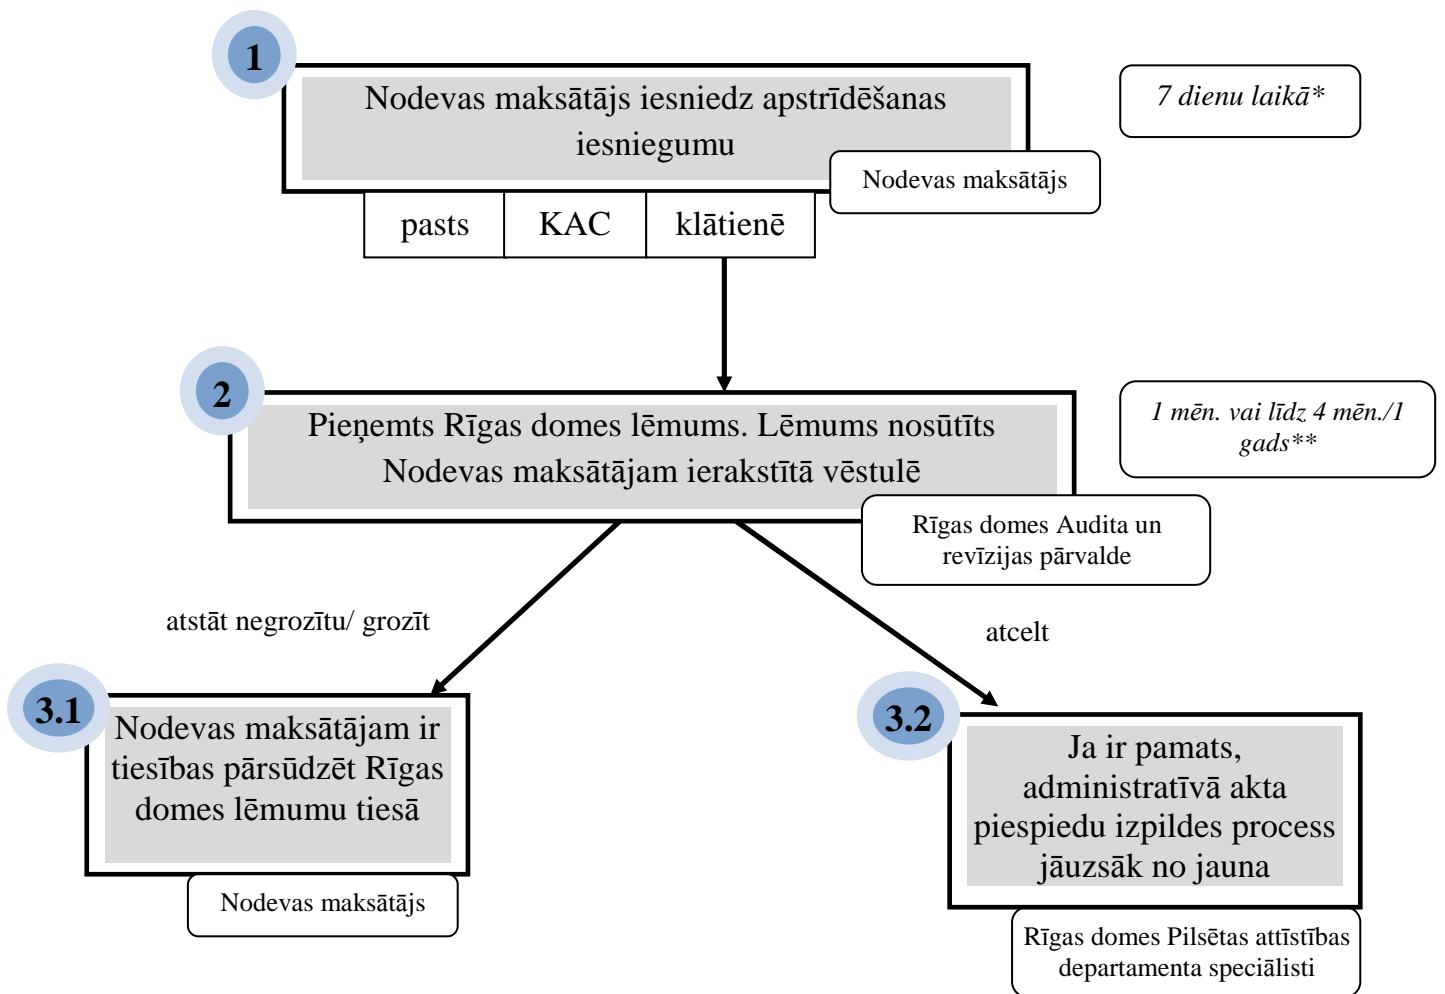 1
Nodevas maksātājs iesniedz apstrīdēšanas
iesniegumu
7 dienu laikā*
Nodevas maksātājs
pasts
KAC
klātienē
2
Pieņemts Rīgas domes lēmums. Lēmums nosūtīts
Nodevas maksātājam ierakstītā vēstulē
1 mēn. vai līdz 4 mēn./1
gads**
Rīgas domes Audita un
revīzijas pārvalde
atstāt negrozītu/ grozīt
atcelt
3.1
Nodevas maksātājam ir
tiesības pārsūdzēt Rīgas
domes lēmumu tiesā
Nodevas maksātājs
3.2
Ja ir pamats,
administratīvā akta
piespiedu izpildes process
jāuzsāk no jauna
Rīgas domes Pilsētas attīstības
departamenta speciālisti